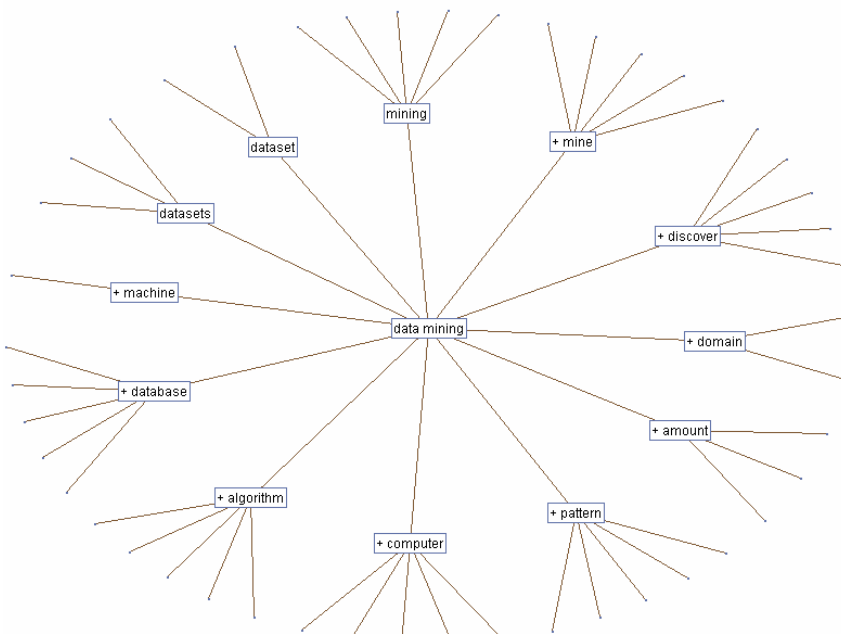 mining
+ mine
dataset
datasets
+ discover
+ machine
data mining
+ domain
+ database
+ amount
+ algorithm
+ pattern
+ computer